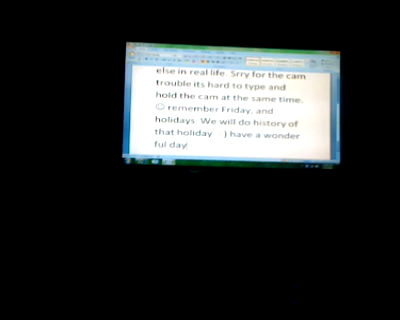 else in real life. Srry for the cam
trouble its hard to type and
hold the cam at the same time.
☺ remember Friday, and
holidays. We will do history of
that holiday  : ) have a wonder
ful day